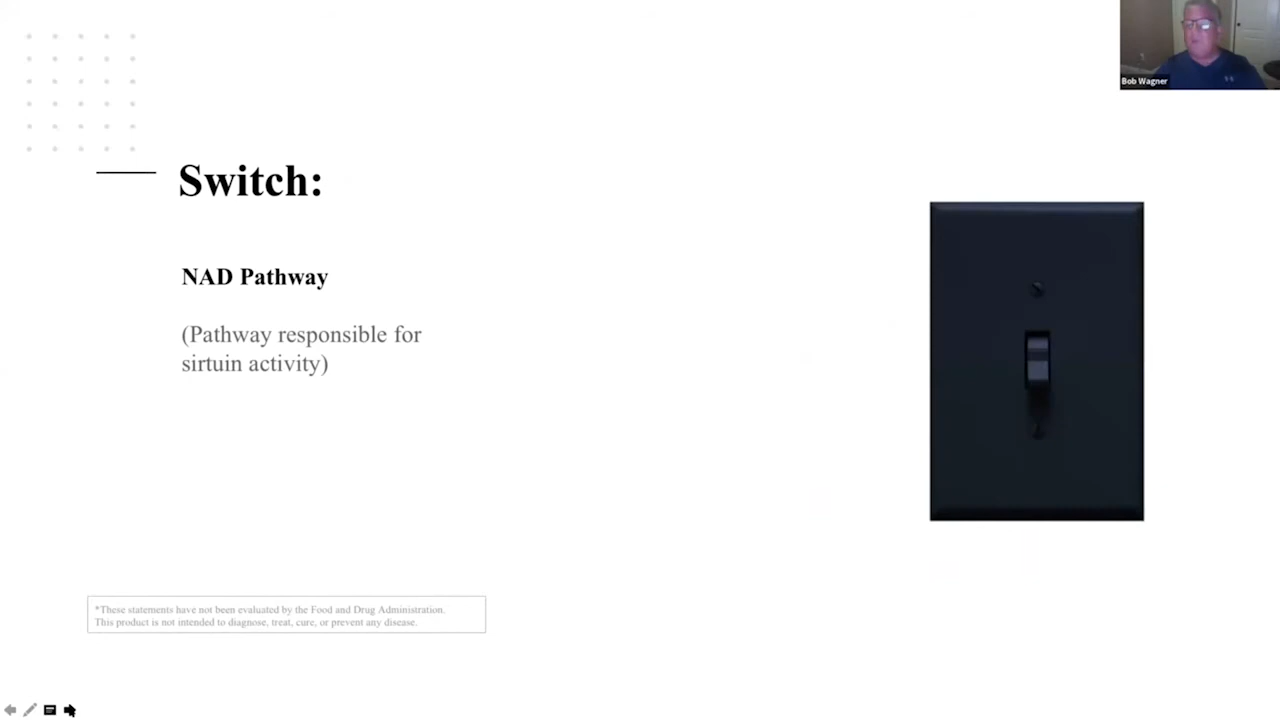 Bob Wagner
Switch:
NAD Pathway
(Pathway responsible for
sirtuin activity)
*These statements have not been evaluated by the Food and Drug Administration.
This product is not intended to diagnose, treat, cure, or prevent any disease.